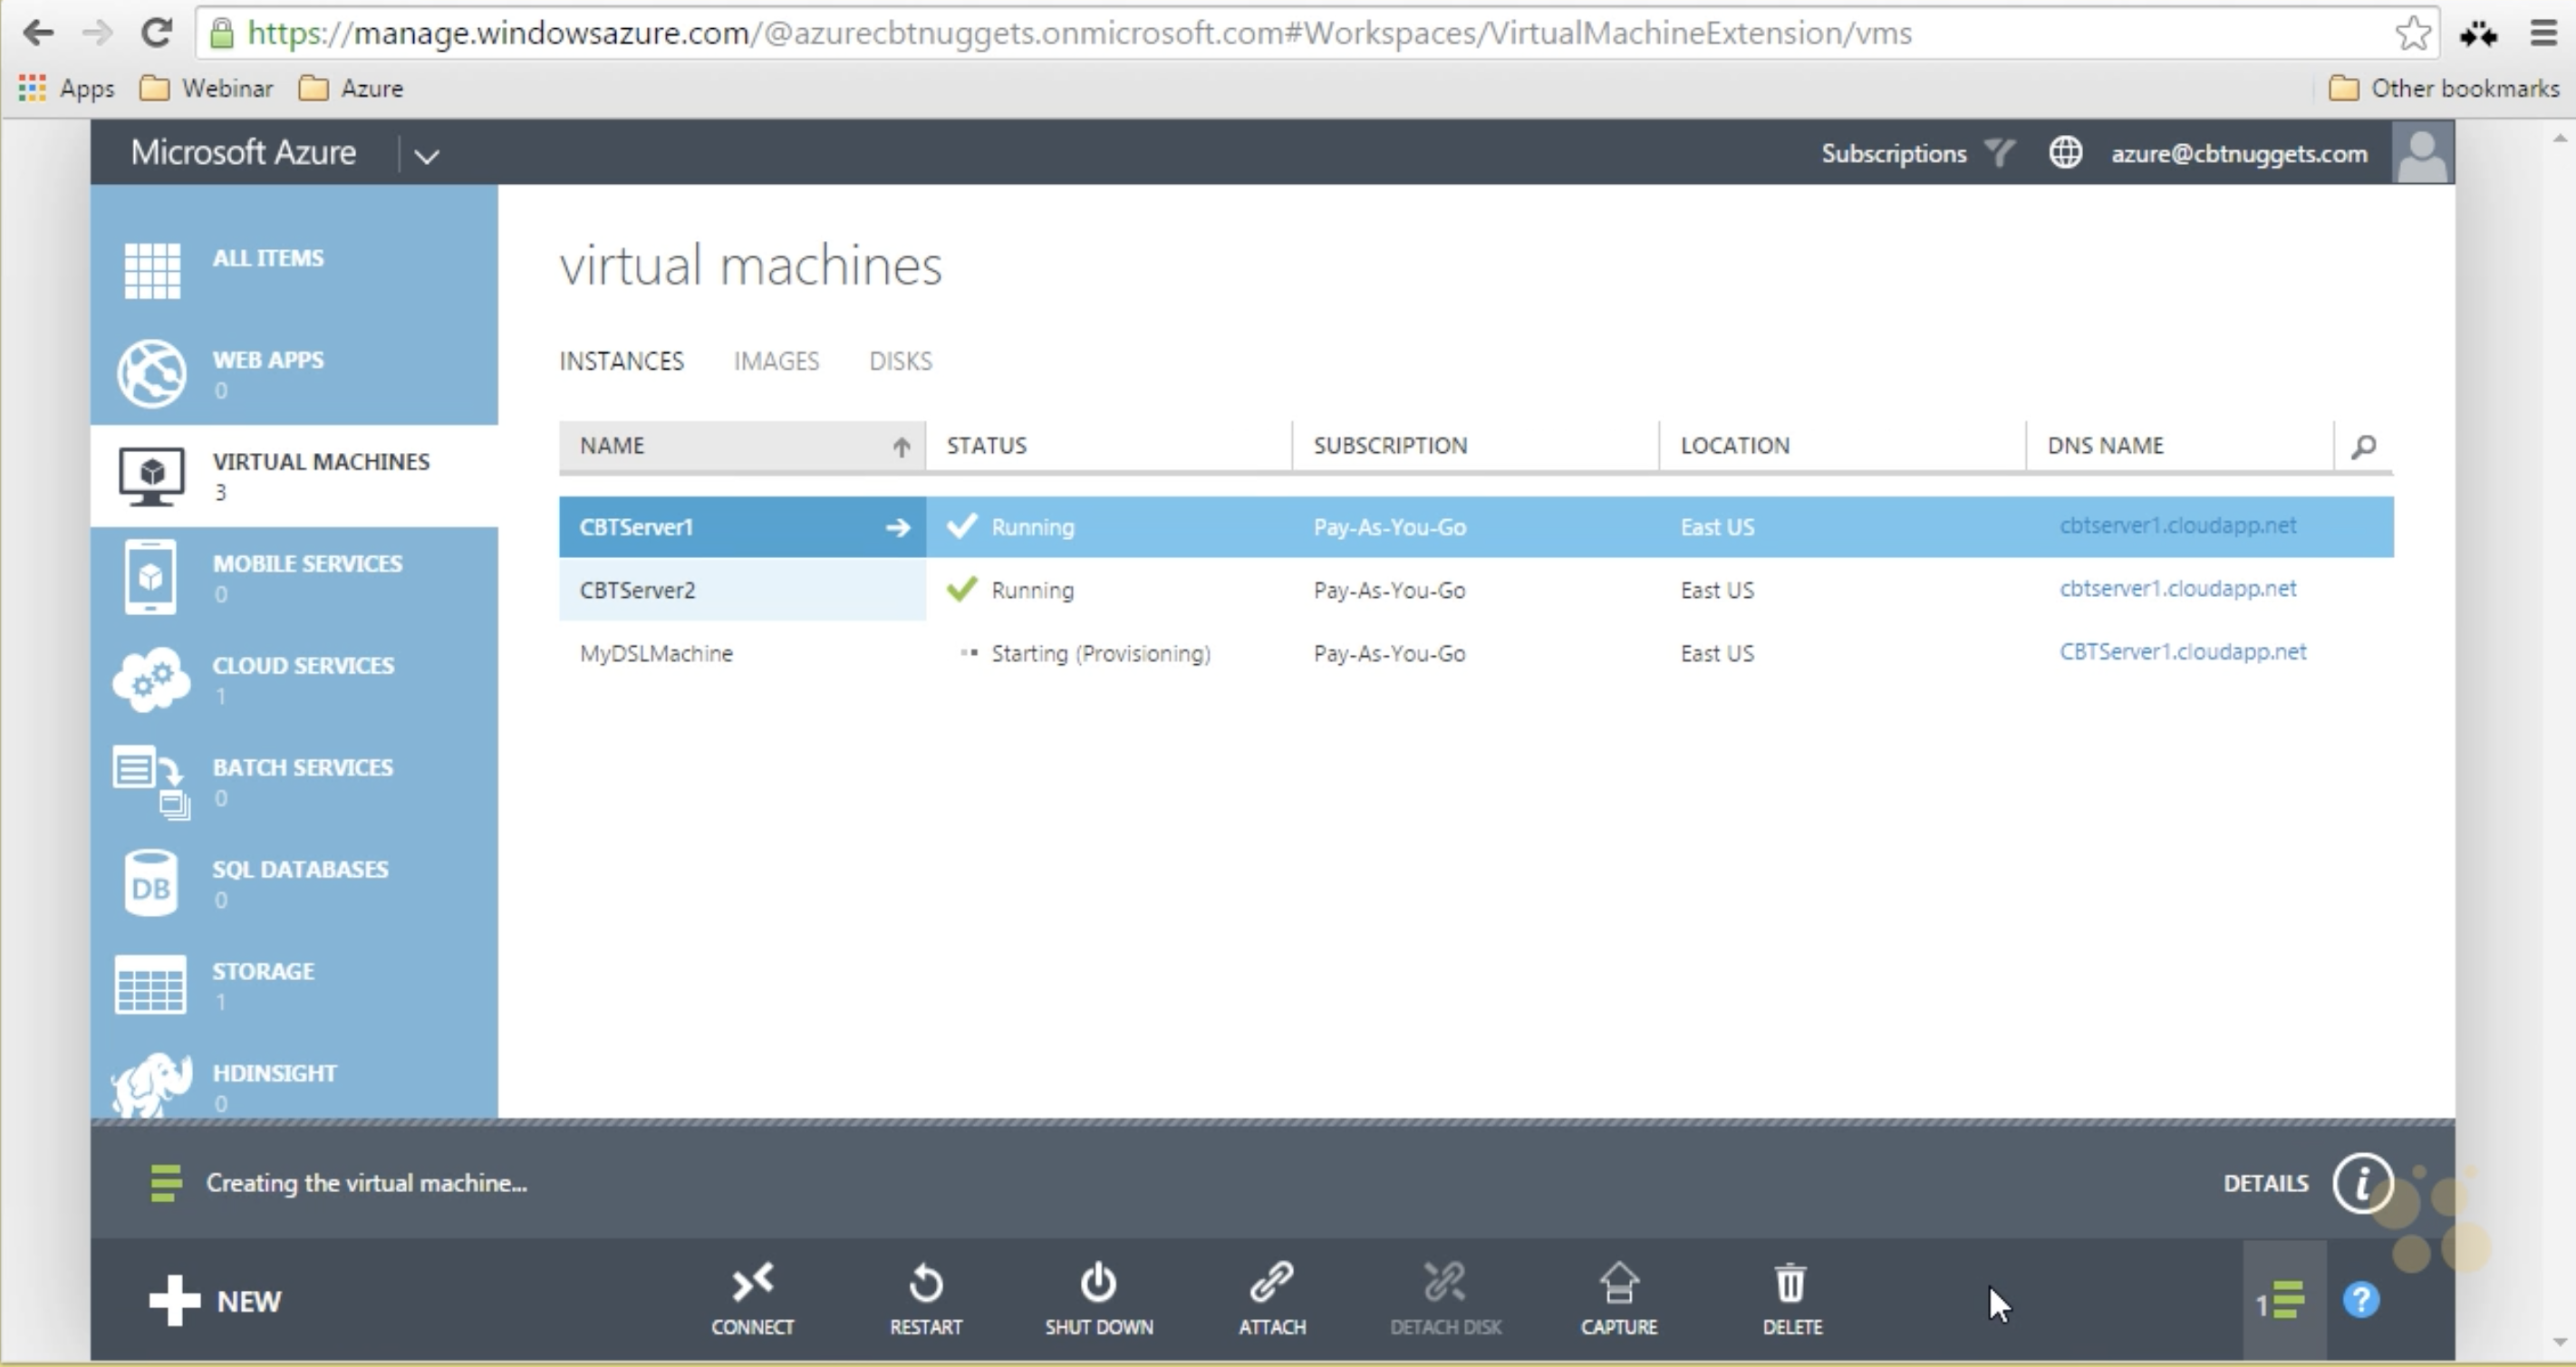 https://manage.windowsazure.com/@azurecbtnuggets.onmicrosoft.com#Workspaces/VirtualMachineExtension/vms
Apps Webinar Azure Other bookmarks
Microsoft Azure Subscriptions azure@cbtnuggets.com
ALL ITEMS
WEB APPS
0
VIRTUAL MACHINES
3
MOBILE SERVICES
0
CLOUD SERVICES
1
BATCH SERVICES
0
DB
SQL DATABASES
0
STORAGE
1
HDINSIGHT
0
virtual machines
INSTANCES IMAGES DISKS
NAME STATUS SUBSCRIPTION LOCATION DNS NAME
CBTServer1 Running Pay-As-You-Go East US cbtserver1.cloudapp.net
CBTServer2 Running Pay-As-You-Go East US cbtserver1.cloudapp.net
MyDSLMachine Starting (Provisioning) Pay-As-You-Go East US CBTServer1.cloudapp.net
Creating the virtual machine... DETAILS i
NEW CONNECT RESTART SHUT DOWN ATTACH DETACH DISK CAPTURE DELETE 1 ?